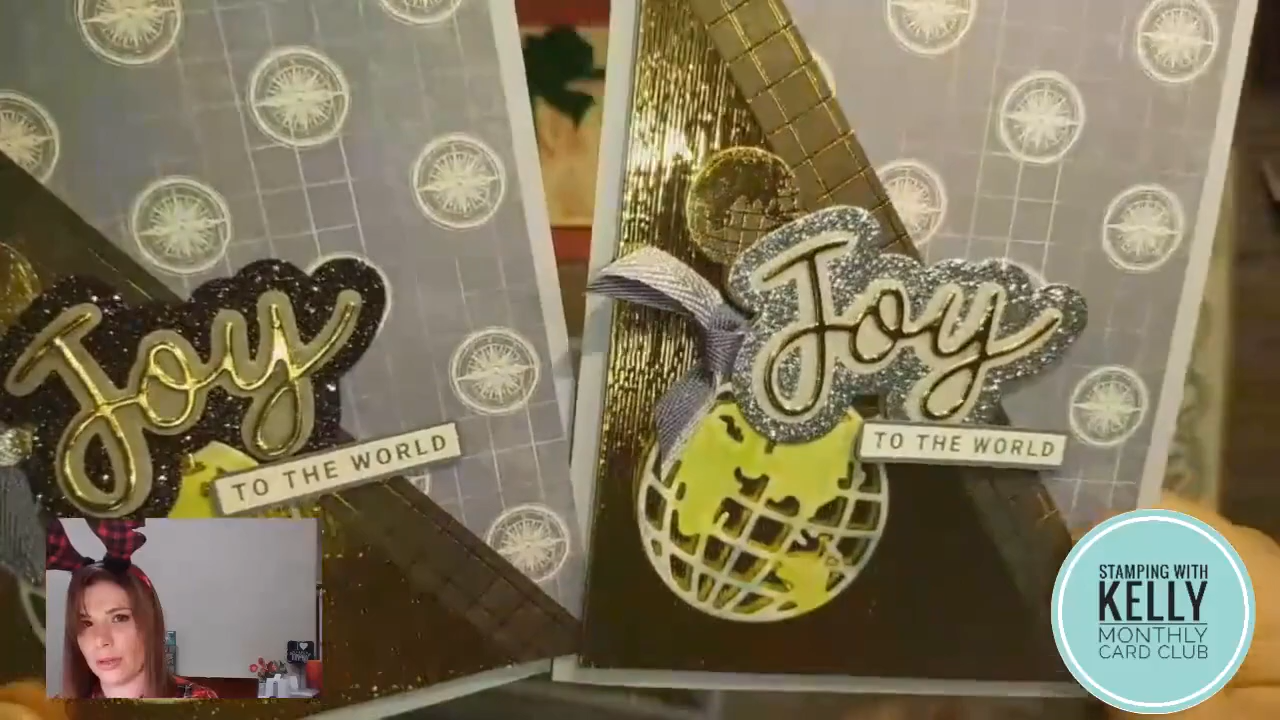 Joy
TO THE WORLD
Joy
TO THE WORLD
STAMPING WITH
KELLY
MONTHLY
CARD CLUB